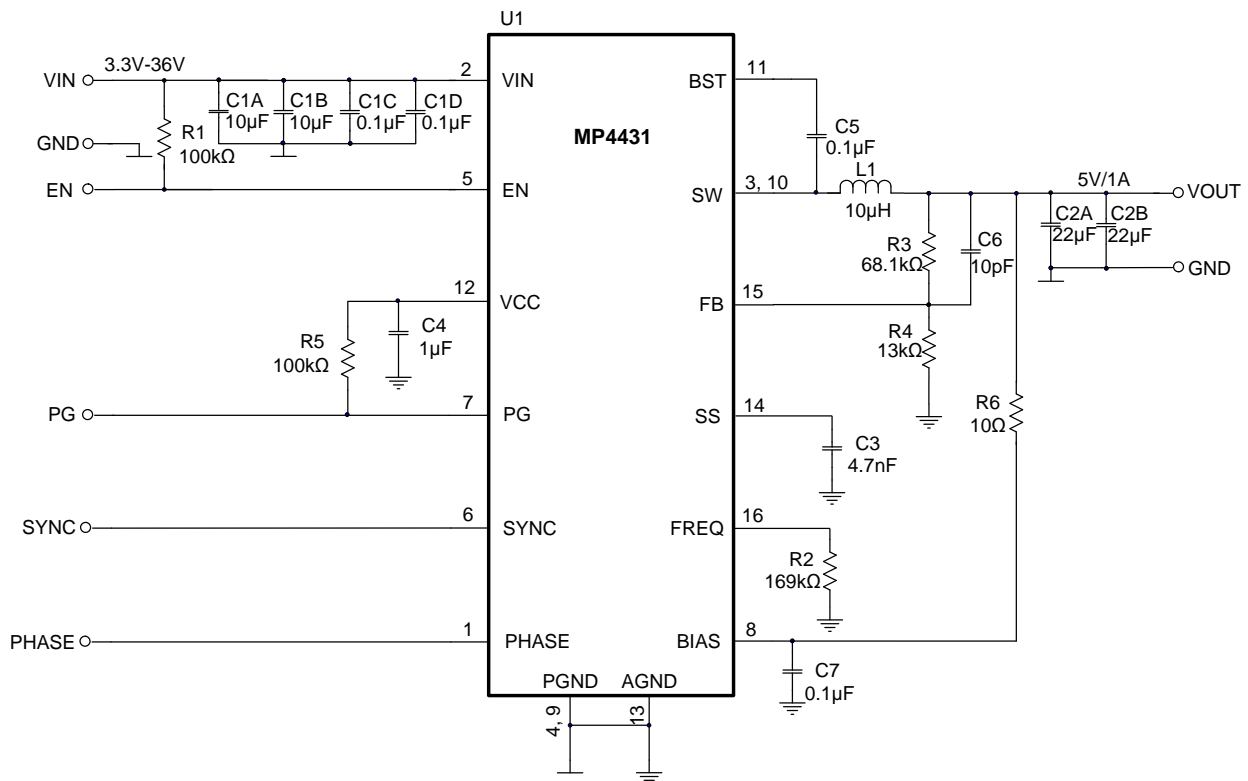 U1
3.3V-36V
VIN
2
VIN
C1A
10µF
C1B
10µF
C1C
0.1µF
C1D
0.1µF
GND
R1
100kΩ
EN
5
EN
MP4431
BST
11
C5
0.1µF
SW
3, 10
L1
10µH
5V/1A
VOUT
C2A
22µF
C2B
22µF
R3
68.1kΩ
C6
10pF
GND
12
VCC
FB
15
C4
1µF
R4
13kΩ
R5
100kΩ
PG
7
PG
SS
14
R6
10Ω
C3
4.7nF
SYNC
6
SYNC
FREQ
16
R2
169kΩ
PHASE
1
PHASE
BIAS
8
C7
0.1µF
PGND
AGND
4, 9
13